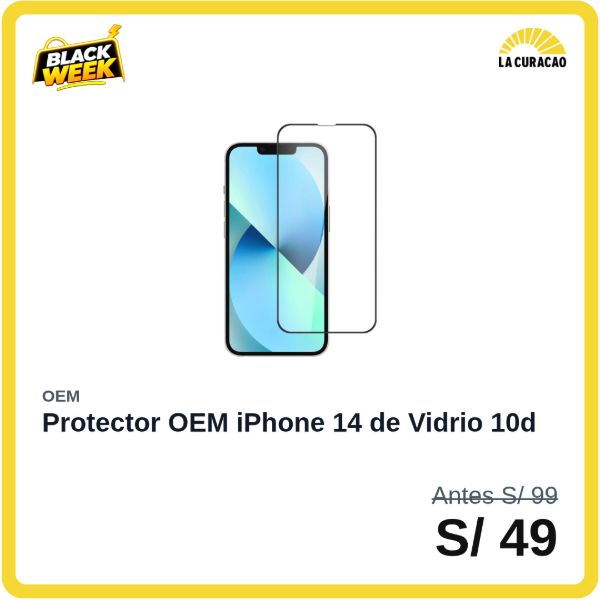 BLACK
WEEK
LA CURACAO
OEM
Protector OEM iPhone 14 de Vidrio 10d
Antes S/ 99
S/ 49